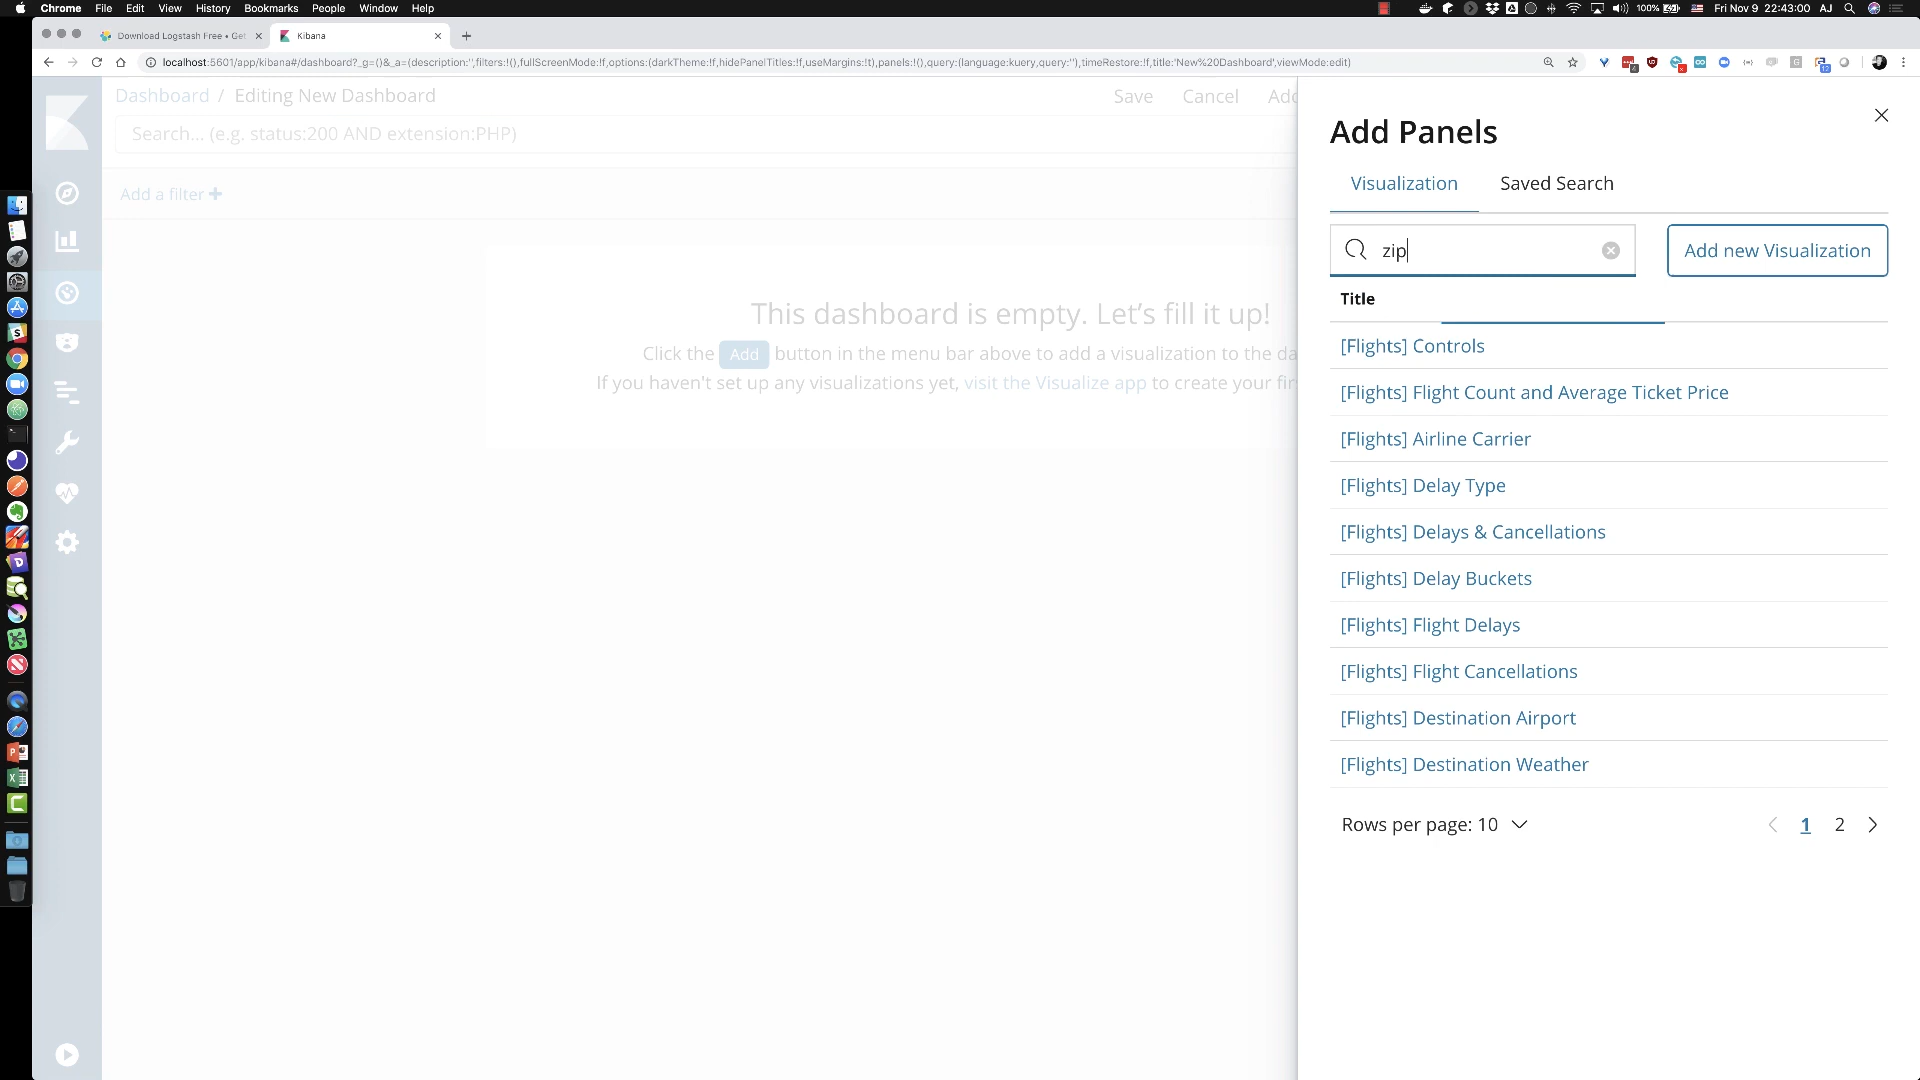 Chrome File Edit View History Bookmarks People Window Help
100% Fri Nov 9 22:43:00 AJ
Download Logstash Free • Get
Kibana
localhost:5601/app/kibana#/dashboard?_g=()&_a=(description:'',filters:!(),fullScreenMode:!f,options:(darkTheme:!f,hidePanelTitles:!f,useMargins:!t),panels:!(),query:(language:kuery,query:''),timeRestore:!f,title:'New%20Dashboard',viewMode:edit)
Dashboard / Editing New Dashboard
Save Cancel Add
Search... (e.g. status:200 AND extension:PHP)
Add a filter
This dashboard is empty. Let's fill it up!
Click the Add button in the menu bar above to add a visualization to the da
If you haven't set up any visualizations yet, visit the Visualize app to create your fir
Add Panels
Visualization Saved Search
zip
Add new Visualization
Title
[Flights] Controls
[Flights] Flight Count and Average Ticket Price
[Flights] Airline Carrier
[Flights] Delay Type
[Flights] Delays & Cancellations
[Flights] Delay Buckets
[Flights] Flight Delays
[Flights] Flight Cancellations
[Flights] Destination Airport
[Flights] Destination Weather
Rows per page: 10
1 2